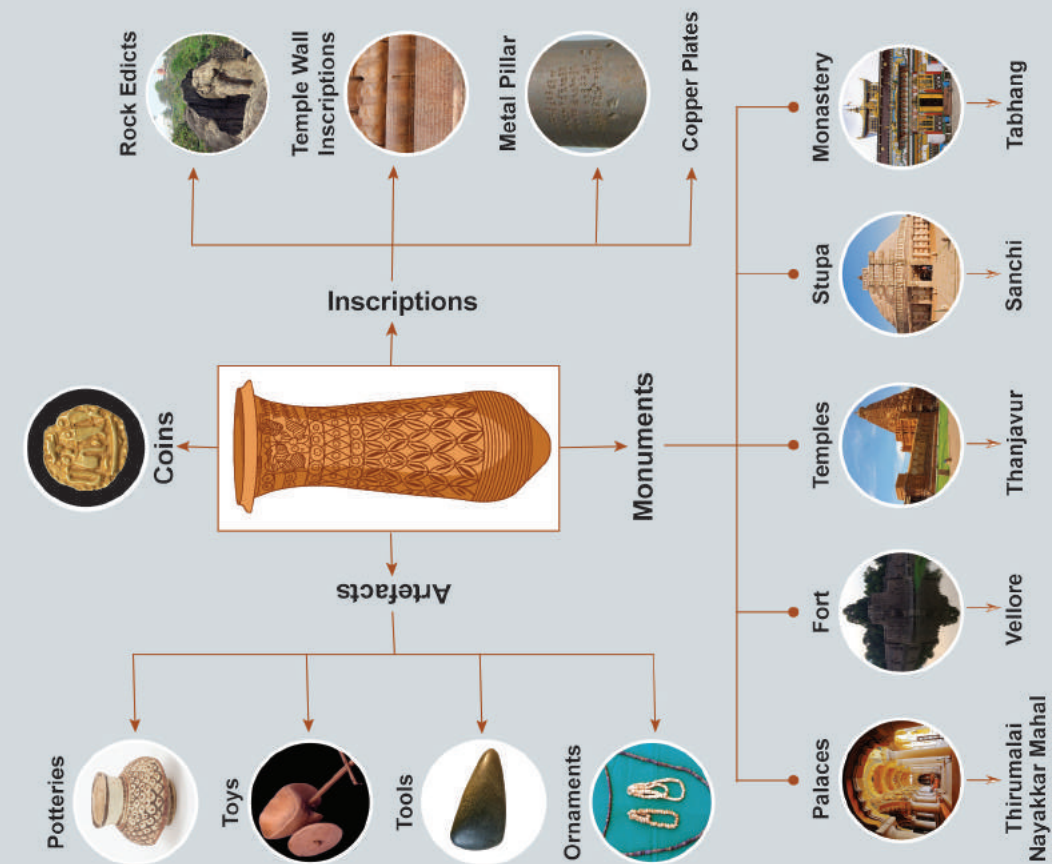 Rock Edicts
Temple Wall
Inscriptions
Metal Pillar
Copper Plates
Inscriptions
Coins
Artefacts
Potteries
Toys
Tools
Ornaments
Monuments
Monastery
Tabhang
Stupa
Sanchi
Temples
Thanjavur
Fort
Vellore
Palaces
Thirumalai
Nayakkar Mahal